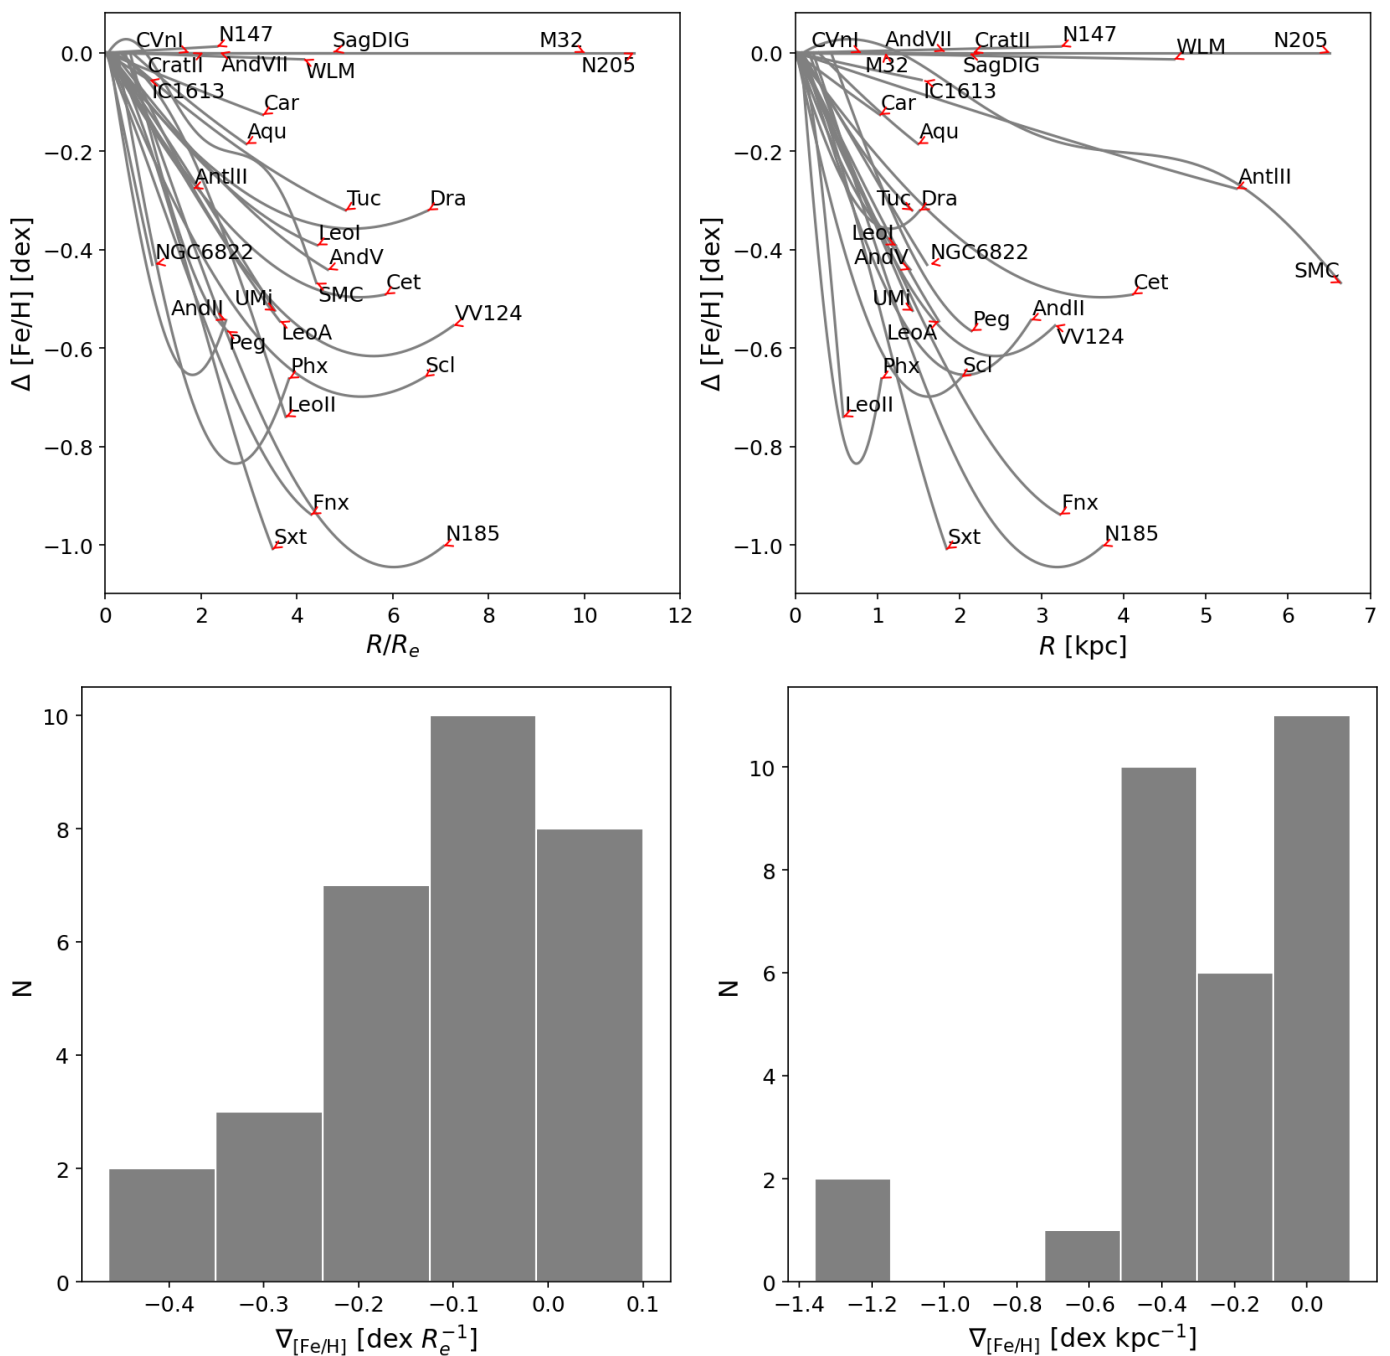 0.0
−0.2
−0.4
−0.6
−0.8
−1.0
Δ [Fe/H] [dex]
CVnI
N147
SagDIG
M32
CratII
AndVII
WLM
N205
IC1613
Car
Aqu
AntlII
Tuc
Dra
LeoI
NGC6822
AndV
Cet
SMC
AndII
UMi
VV124
Peg
LeoA
Phx
Scl
LeoII
Fnx
Sxt
N185
0 2 4 6 8 10 12
R/Re
0.0
−0.2
−0.4
−0.6
−0.8
−1.0
Δ [Fe/H] [dex]
CVnI
AndVII
CratII
N147
WLM
N205
M32
SagDIG
IC1613
Car
Aqu
AntlII
Tuc
Dra
LeoI
NGC6822
AndV
SMC
Cet
UMi
AndII
Peg
LeoA
VV124
Phx
Scl
LeoII
Fnx
Sxt
N185
0 1 2 3 4 5 6 7
R [kpc]
10
8
6
4
2
0
N
−0.4 −0.3 −0.2 −0.1 0.0 0.1
∇[Fe/H] [dex Re−1]
10
8
6
4
2
0
N
−1.4 −1.2 −1.0 −0.8 −0.6 −0.4 −0.2 0.0
∇[Fe/H] [dex kpc−1]